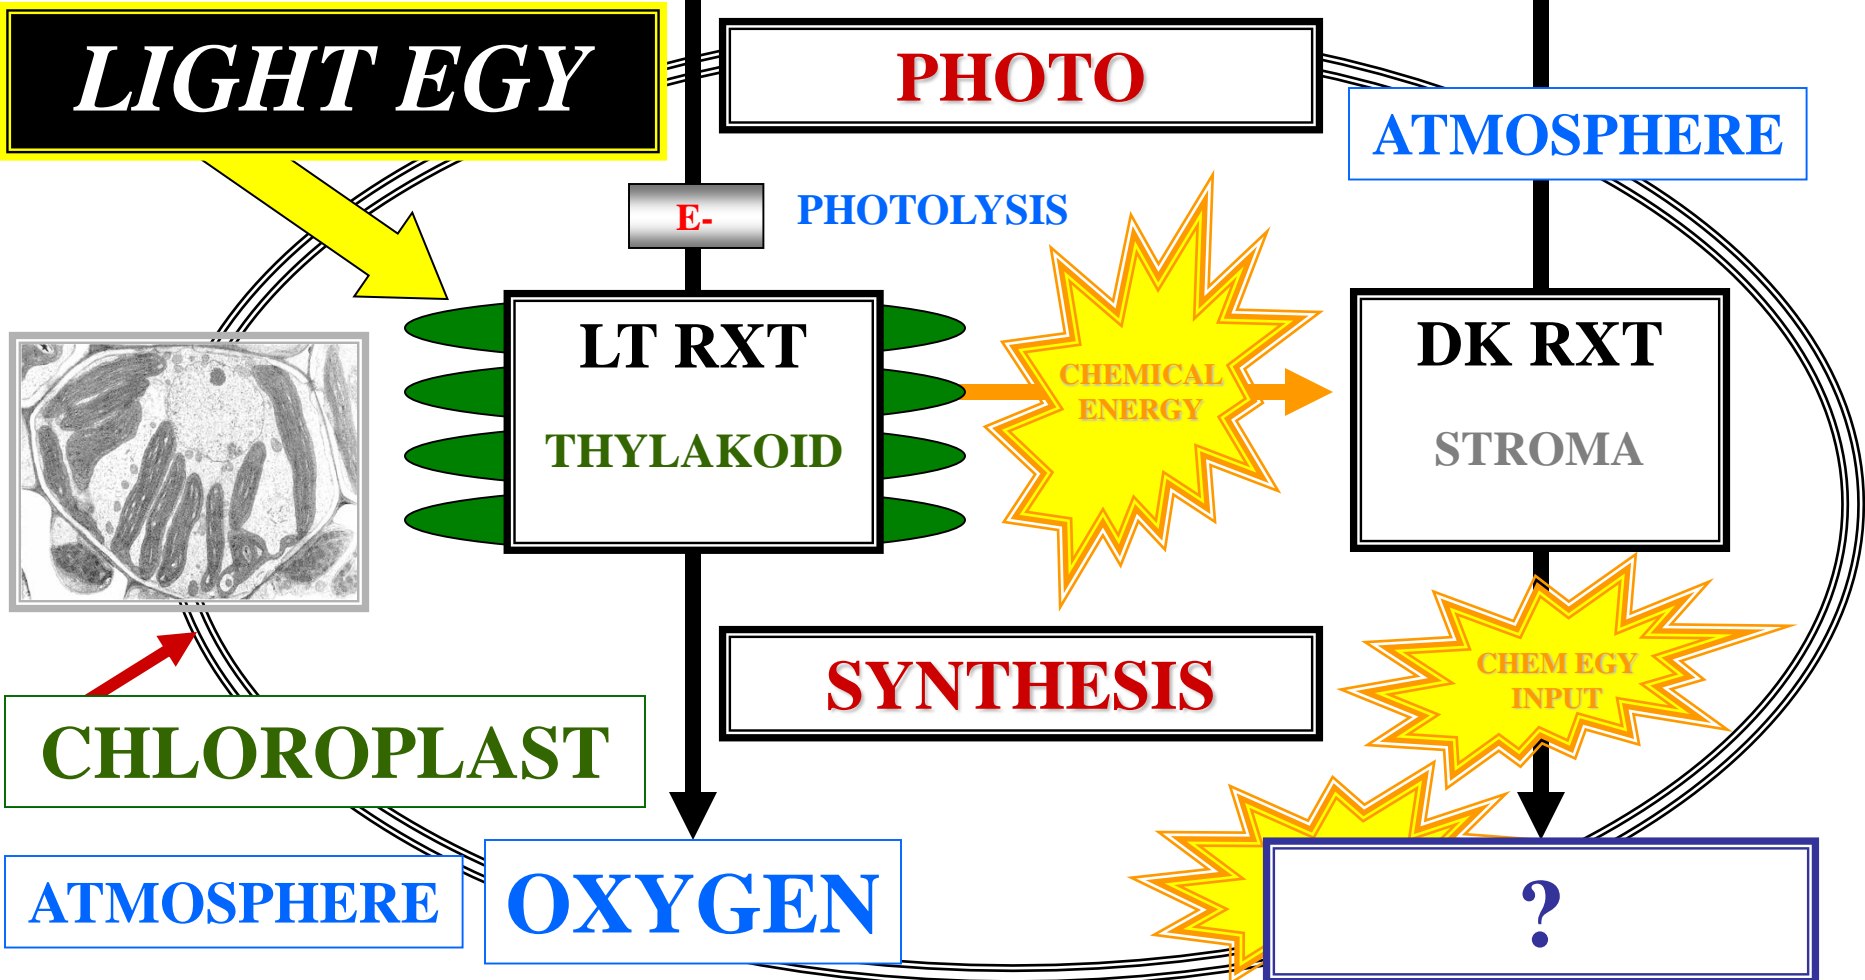 LIGHT EGY
PHOTO
ATMOSPHERE
E-
PHOTOLYSIS
LT RXT
THYLAKOID
CHEMICAL
ENERGY
DK RXT
STROMA
SYNTHESIS
CHEM EGY
INPUT
CHLOROPLAST
ATMOSPHERE
OXYGEN
?